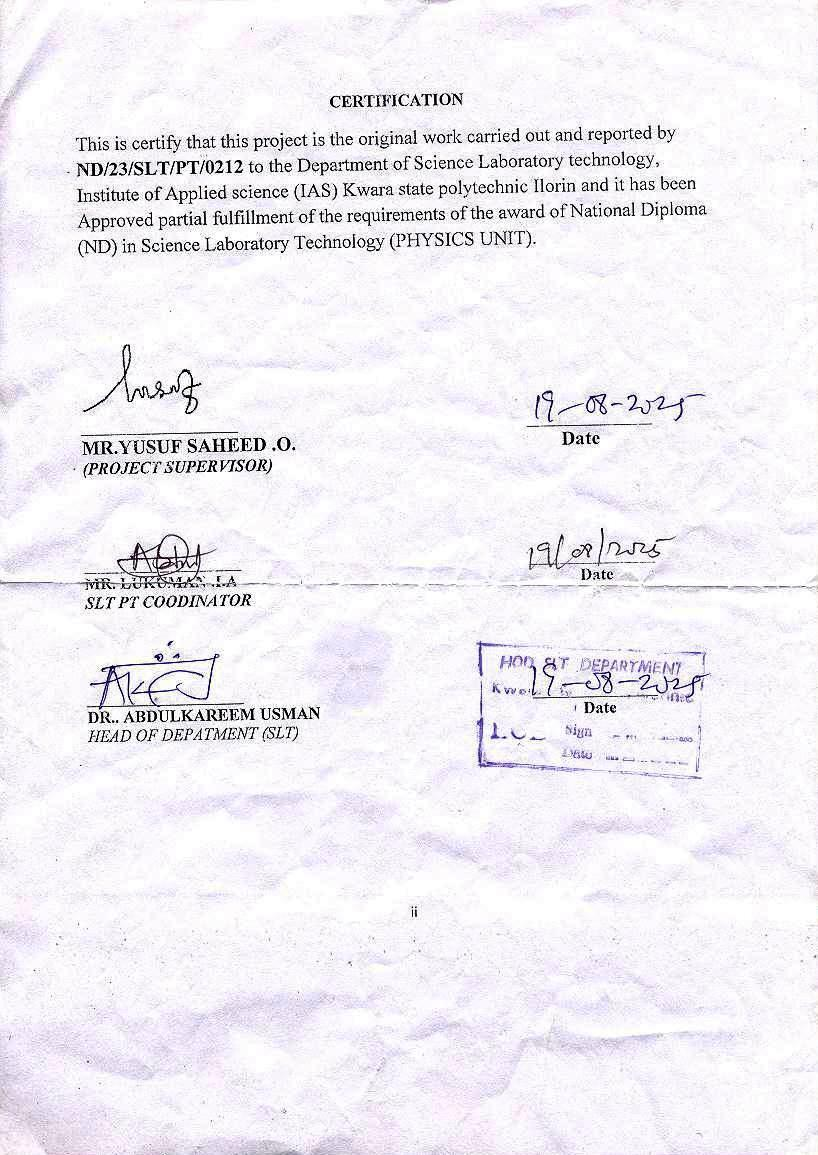 CERTIFICATION
This is certify that this project is the original work carried out and reported by
ND/23/SLT/PT/0212 to the Department of Science Laboratory technology,
Institute of Applied science (IAS) Kwara state polytechnic Ilorin and it has been
Approved partial fulfillment of the requirements of the award of National Diploma
(ND) in Science Laboratory Technology (PHYSICS UNIT).
19-08-2025
MR.YUSUF SAHEED .O.
Date
(PROJECT SUPERVISOR)
19/08/2025
MR. LUKUMAN .I.A
Date
SLT PT COODINATOR
HOD SLT DEPARTMENT
19-08-2025
DR.. ABDULKAREEM USMAN
Date
HEAD OF DEPATMENT (SLT)
Sign
Date
ii